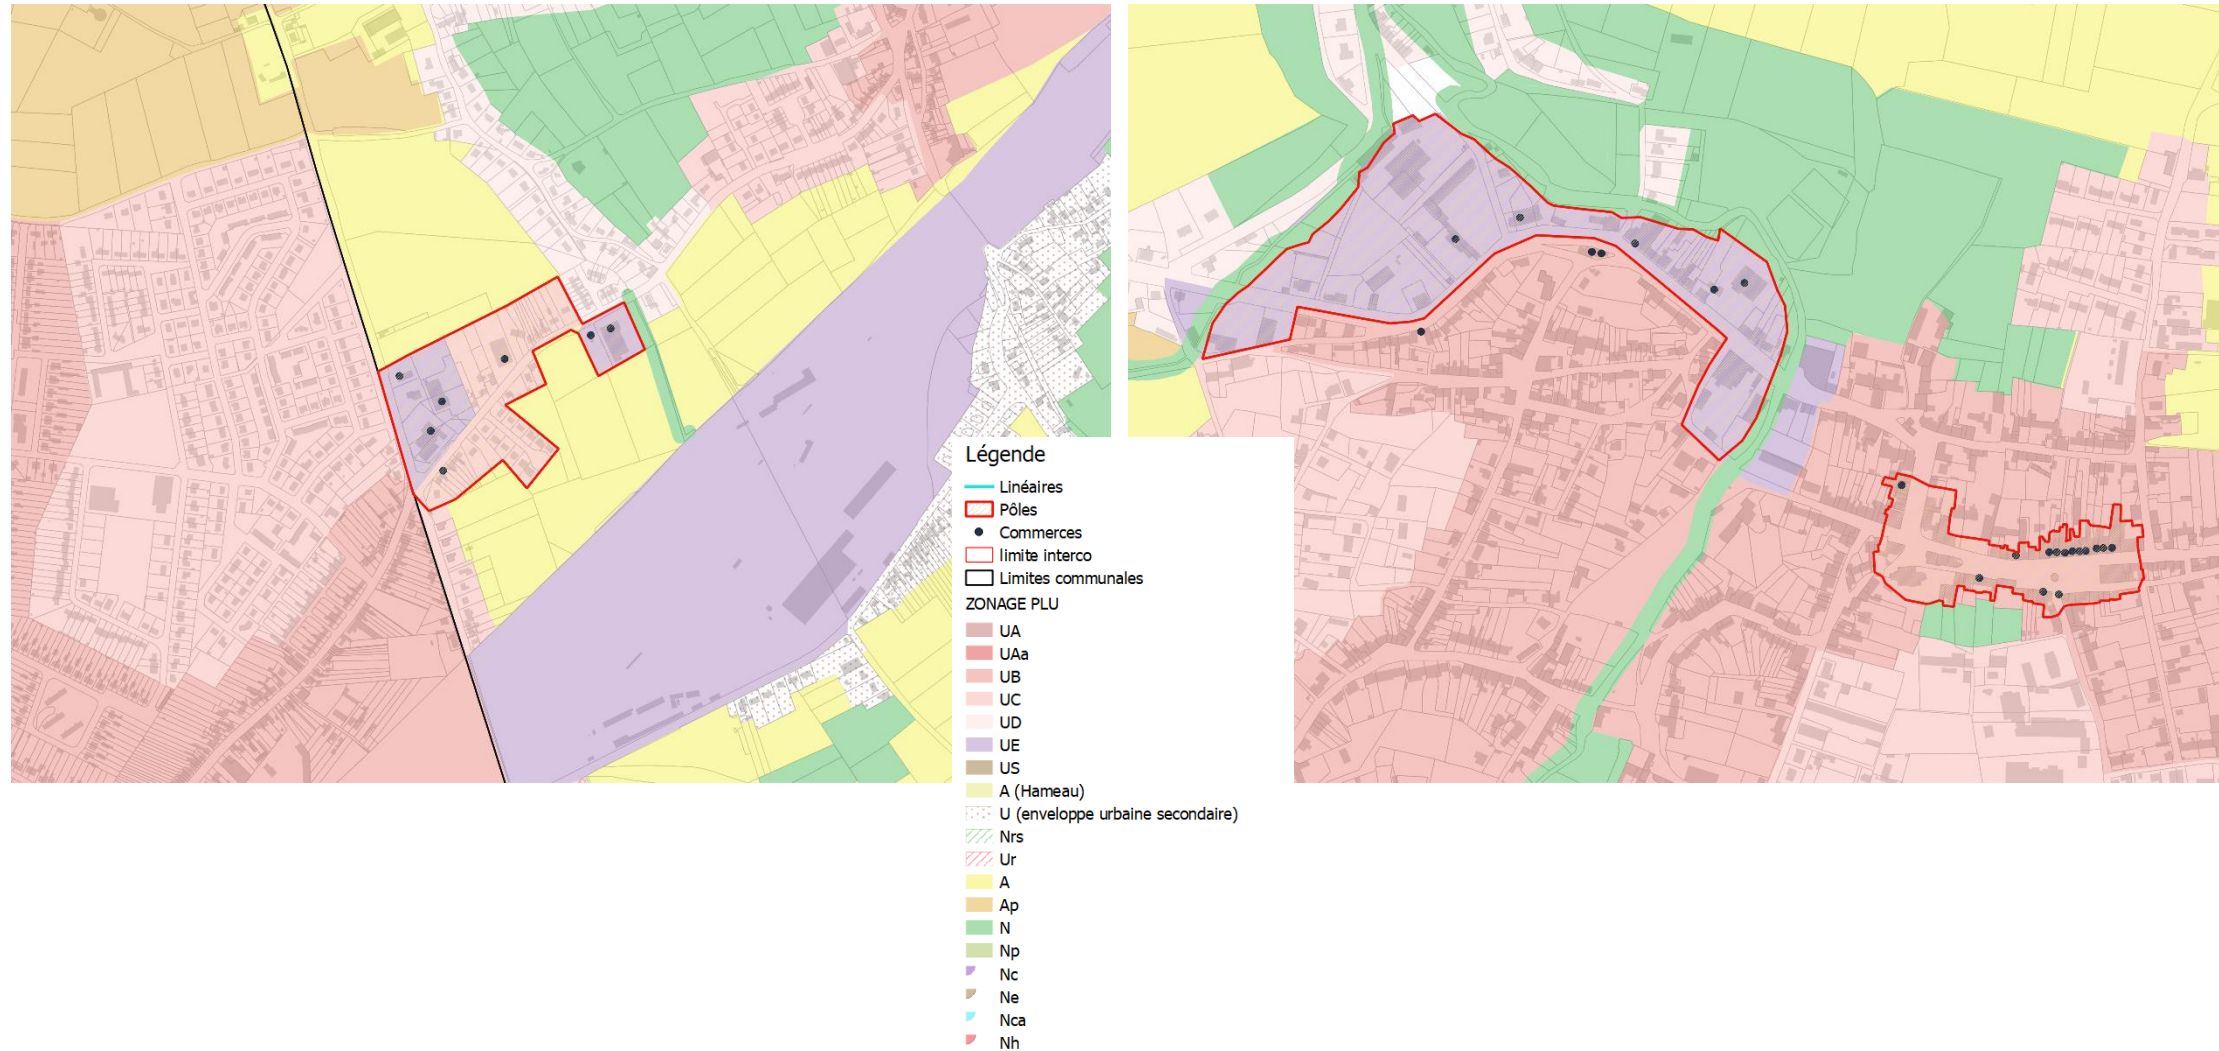 Légende
Linéaires
Pôles
Commerces
limite interco
Limites communales
ZONAGE PLU
UA
UAa
UB
UC
UD
UE
US
A (Hameau)
U (enveloppe urbaine secondaire)
Nrs
Ur
A
Ap
N
Np
Nc
Ne
Nca
Nh